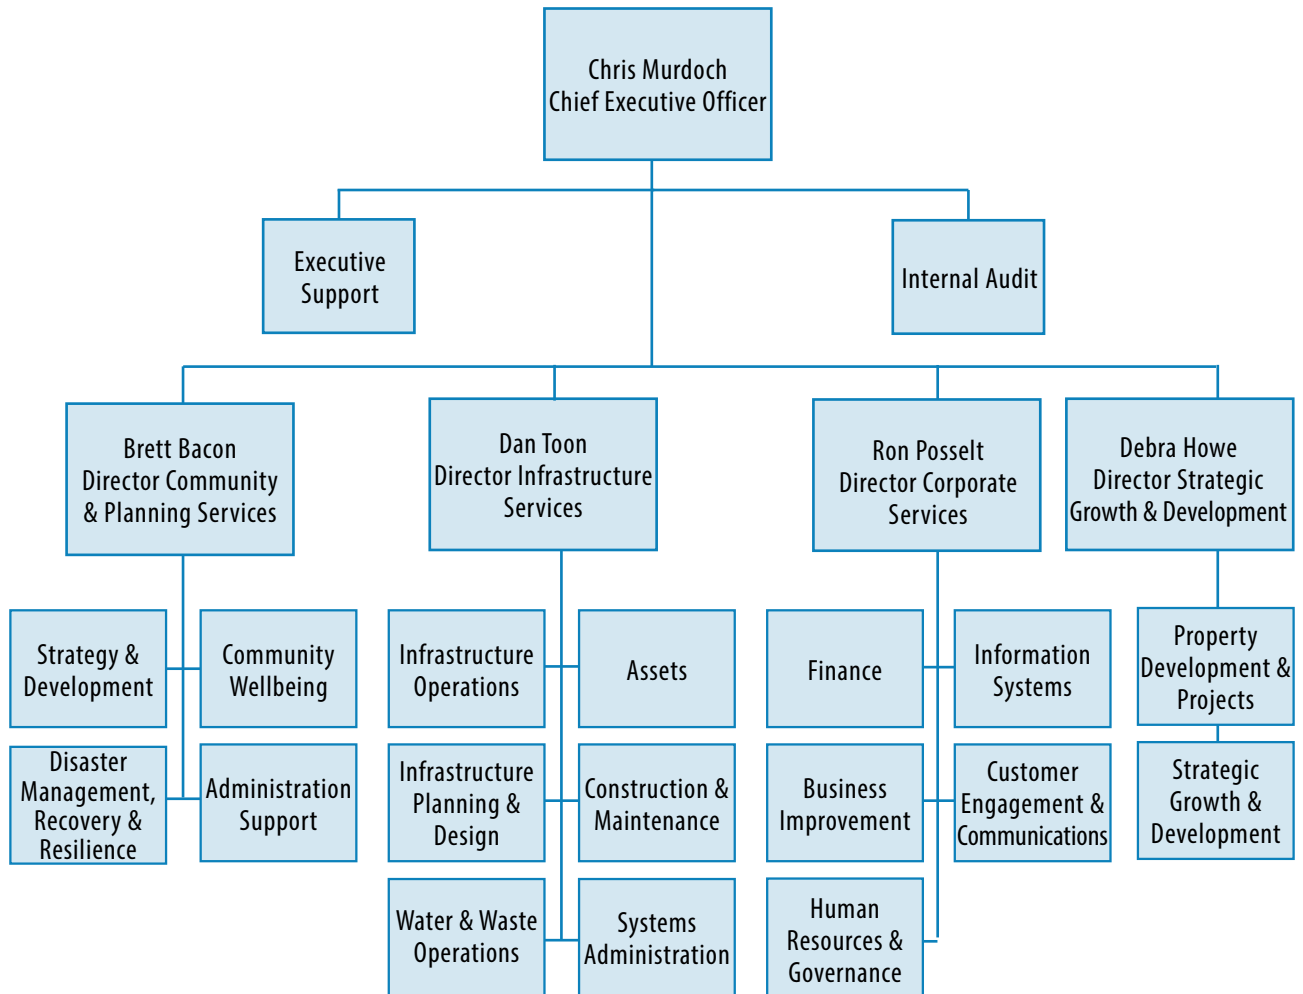 Chris Murdoch
Chief Executive Officer
Executive
Support
Internal Audit
Brett Bacon
Director Community
& Planning Services
Dan Toon
Director Infrastructure
Services
Ron Posselt
Director Corporate
Services
Debra Howe
Director Strategic
Growth & Development
Strategy &
Development
Community
Wellbeing
Disaster
Management,
Recovery &
Resilience
Administration
Support
Infrastructure
Operations
Assets
Infrastructure
Planning &
Design
Construction &
Maintenance
Water & Waste
Operations
Systems
Administration
Finance
Information
Systems
Business
Improvement
Customer
Engagement &
Communications
Human
Resources &
Governance
Property
Development &
Projects
Strategic
Growth &
Development